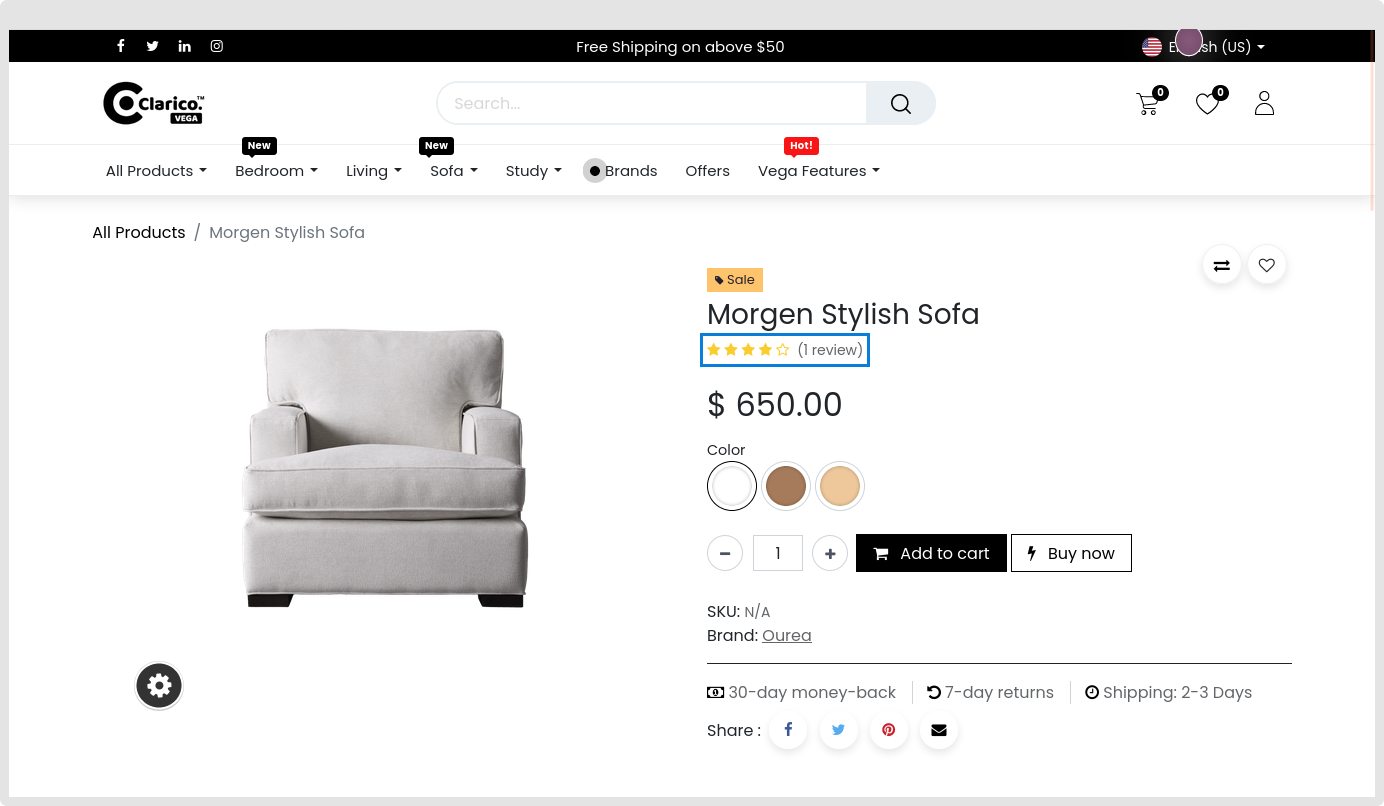 Free Shipping on above $50
(US)
Clarico.™
VEGA
Search...
0
0
New
New
Hot!
All Products
Bedroom
Living
Sofa
Study
Brands
Offers
Vega Features
All Products / Morgen Stylish Sofa
Sale
Morgen Stylish Sofa
(1 review)
$ 650.00
Color
1
Add to cart
Buy now
SKU: N/A
Brand: Ourea
30-day money-back
7-day returns
Shipping: 2-3 Days
Share :